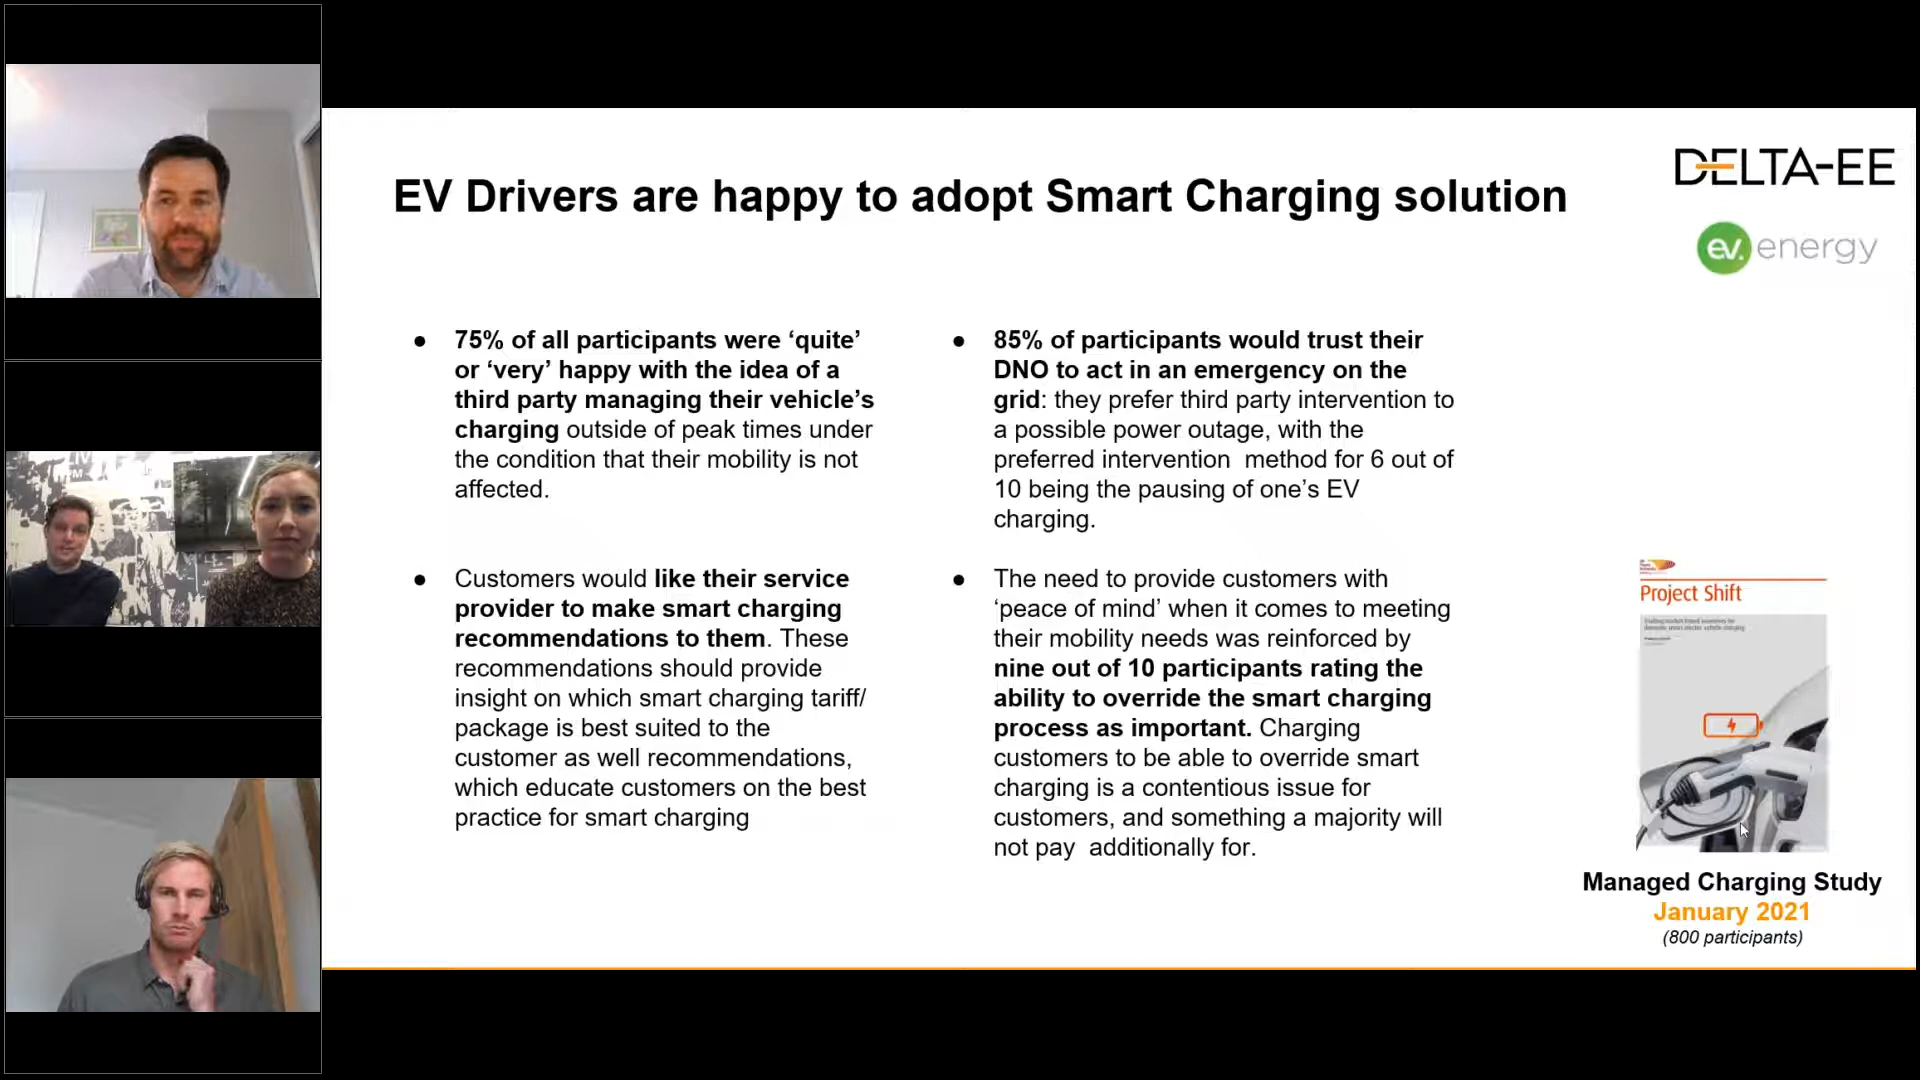 EV Drivers are happy to adopt Smart Charging solution
DELTA-EE
ev.energy
● 75% of all participants were ‘quite’
or ‘very’ happy with the idea of a
third party managing their vehicle’s
charging outside of peak times under
the condition that their mobility is not
affected.
● Customers would like their service
provider to make smart charging
recommendations to them. These
recommendations should provide
insight on which smart charging tariff/
package is best suited to the
customer as well recommendations,
which educate customers on the best
practice for smart charging
● 85% of participants would trust their
DNO to act in an emergency on the
grid: they prefer third party intervention to
a possible power outage, with the
preferred intervention  method for 6 out of
10 being the pausing of one’s EV
charging.
● The need to provide customers with
‘peace of mind’ when it comes to meeting
their mobility needs was reinforced by
nine out of 10 participants rating the
ability to override the smart charging
process as important. Charging
customers to be able to override smart
charging is a contentious issue for
customers, and something a majority will
not pay  additionally for.
Project Shift
Managed Charging Study
January 2021
(800 participants)